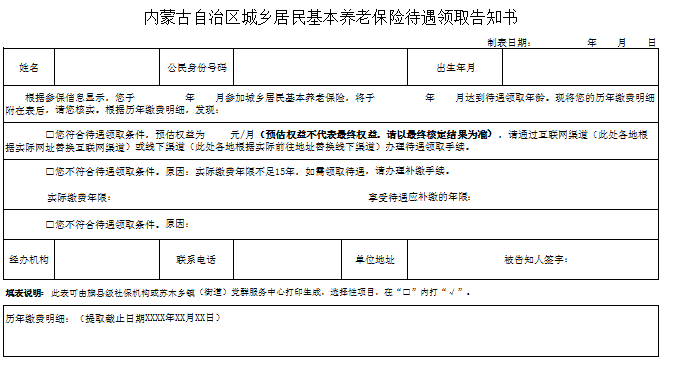 内蒙古自治区城乡居民基本养老保险待遇领取告知书
制表日期： 年 月 日
姓名 公民身份号码 出生年月
根据参保信息显示，您于 年 月参加城乡居民基本养老保险，将于 年 月达到待遇领取年龄。现将您的历年缴费明细
附在表后，请您核实。根据历年缴费明细，发现：
□您符合待遇领取条件，预估权益为 元/月（预估权益不代表最终权益，请以最终核定结果为准），请通过互联网渠道（此处各地根
据实际网址替换互联网渠道）或线下渠道（此处各地根据实际前往地址替换线下渠道）办理待遇领取手续。
□您不符合待遇领取条件。原因：实际缴费年限不足15年，如需领取待遇，请办理补缴手续。
实际缴费年限： 享受待遇应补缴的年限：
□您不符合待遇领取条件。原因：
经办机构 联系电话 单位地址 被告知人签字：
填表说明：此表可由旗县级社保机构或苏木乡镇（街道）党群服务中心打印生成，选择性项目，在“□”内打“√”。
历年缴费明细：（提取截止日期XXXX年XX月XX日）